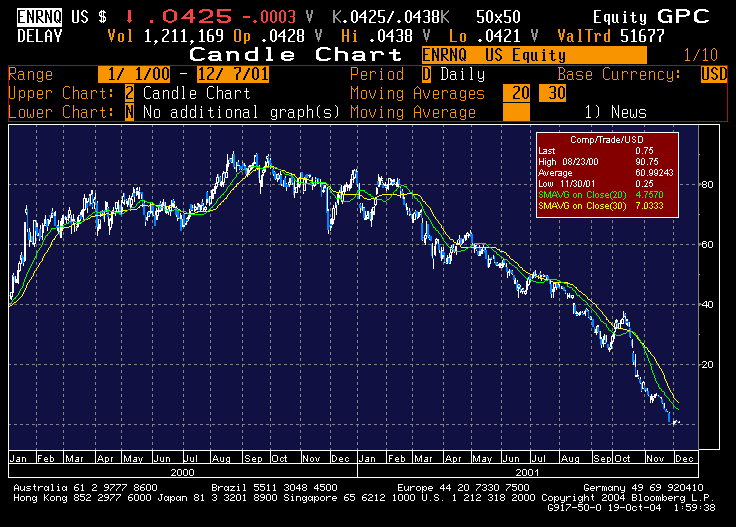 ENRNQ US $ ↓ .0425 -.0003 V K.0425/.0438K 50x50 Equity GPC
DELAY Vol 1,211,169 Op .0428 V Hi .0438 V Lo .0421 V ValTrd 51677
Candle Chart ENRNQ US Equity 1/10
Range 1/ 1/00 - 12/ 7/01 Period D Daily Base Currency: USD
Upper Chart: 2 Candle Chart Moving Averages 20 30
Lower Chart: N No additional graph(s) Moving Average 1) News
Comp/Trade/USD
Last 0.75
High 08/23/00 90.75
Average 60.99243
Low 11/30/01 0.25
SMAVG on Close(20) 4.7570
SMAVG on Close(30) 7.0333
80
60
40
20
Jan Feb Mar Apr May Jun Jul Aug Sep Oct Nov Dec Jan Feb Mar Apr May Jun Jul Aug Sep Oct Nov Dec
2000 2001
Australia 61 2 9777 8600 Brazil 5511 3048 4500 Europe 44 20 7330 7500 Germany 49 69 920410
Hong Kong 852 2977 6000 Japan 81 3 3201 8900 Singapore 65 6212 1000 U.S. 1 212 318 2000 Copyright 2004 Bloomberg L.P.
G917-50-0 19-Oct-04 1:59:38